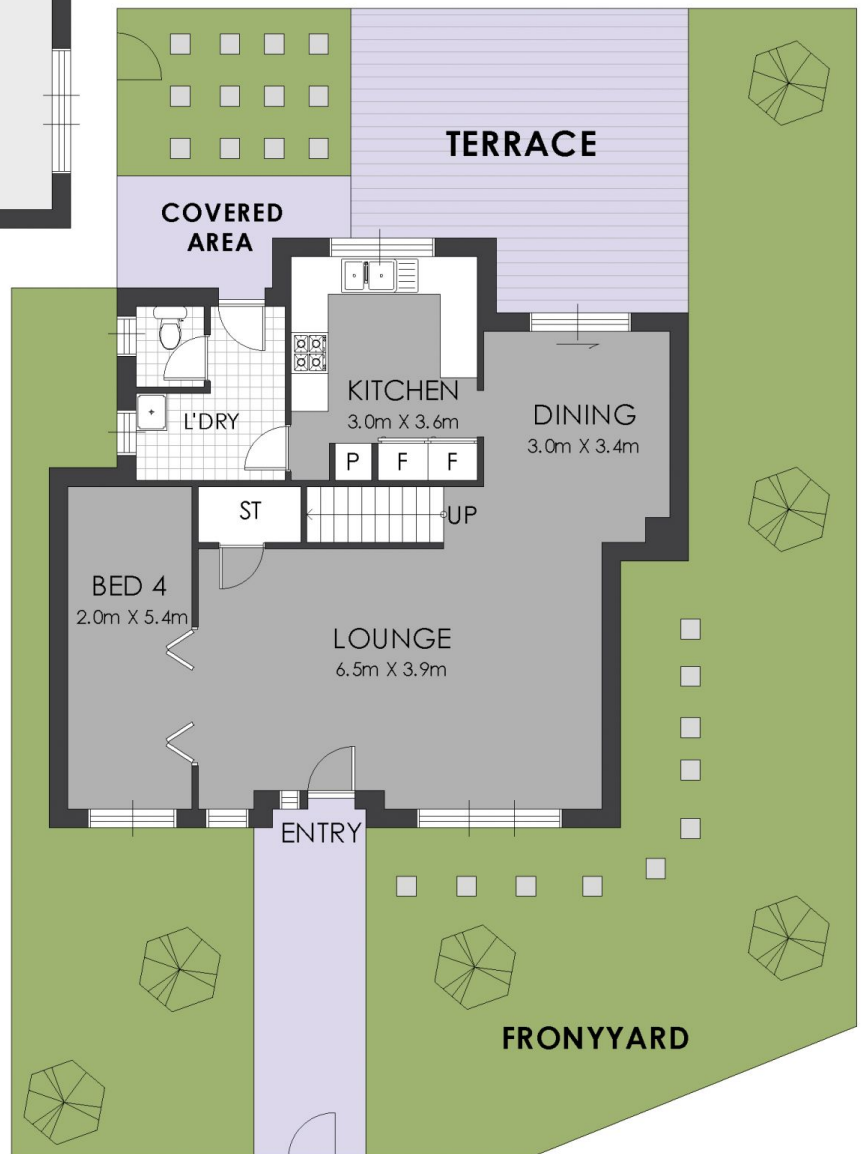 TERRACE
COVERED
AREA
KITCHEN
3.0m X 3.6m
DINING
3.0m X 3.4m
L'DRY
P
F
F
ST
UP
BED 4
2.0m X 5.4m
LOUNGE
6.5m X 3.9m
ENTRY
FRONYYARD